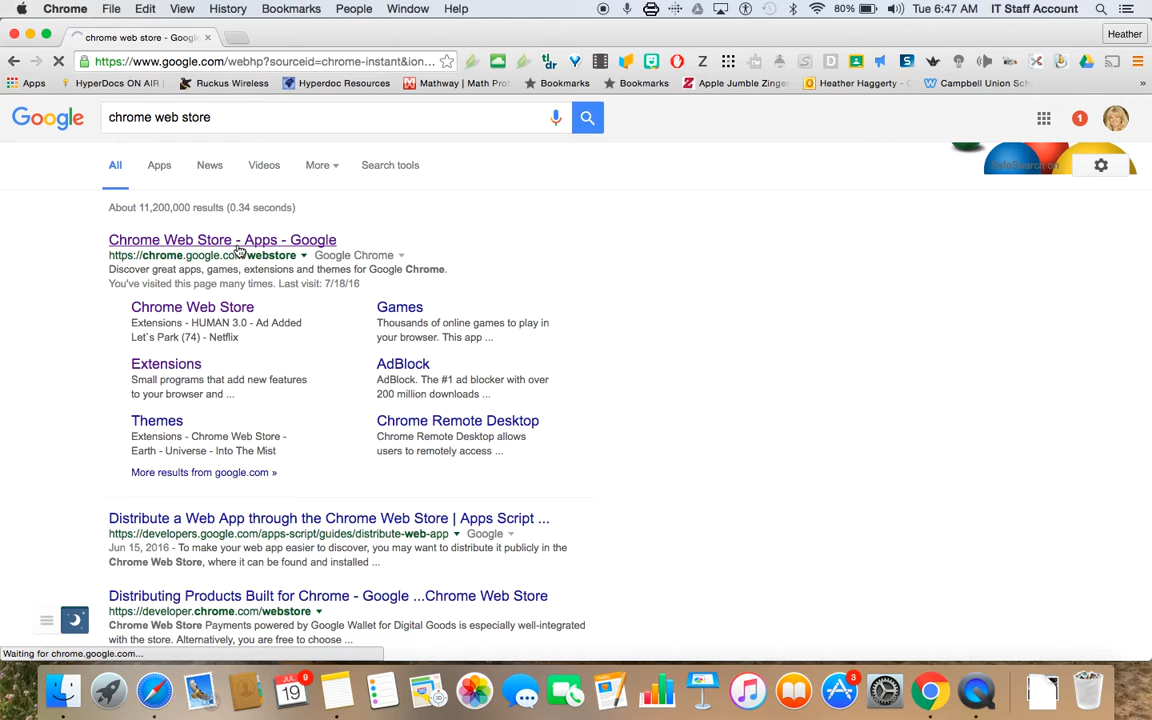 Chrome File Edit View History Bookmarks People Window Help 80% Tue 6:47 AM IT Staff Account
chrome web store - Goog Heather
https://www.google.com/webhp?sourceid=chrome-instant&ion...
Apps HyperDocs ON AIR Ruckus Wireless Hyperdoc Resources Mathway | Math Pro Bookmarks Bookmarks Apple Jumble Zinger Heather Haggerty - Campbell Union Sch »
Google chrome web store 1
All Apps News Videos More Search tools SafeSearch on
About 11,200,000 results (0.34 seconds)
Chrome Web Store - Apps - Google
https://chrome.google.com/webstore Google Chrome
Discover great apps, games, extensions and themes for Google Chrome.
You've visited this page many times. Last visit: 7/18/16
Chrome Web Store Games
Extensions - HUMAN 3.0 - Ad Added Thousands of online games to play in
Let`s Park (74) - Netflix your browser. This app ...
Extensions AdBlock
Small programs that add new features AdBlock. The #1 ad blocker with over
to your browser and ... 200 million downloads ...
Themes Chrome Remote Desktop
Extensions - Chrome Web Store - Chrome Remote Desktop allows
Earth - Universe - Into The Mist users to remotely access ...
More results from google.com »
Distribute a Web App through the Chrome Web Store | Apps Script ...
https://developers.google.com/apps-script/guides/distribute-web-app Google
Jun 15, 2016 - To make your web app easier to discover, you may want to distribute it publicly in the
Chrome Web Store, where it can be found and installed ...
Distributing Products Built for Chrome - Google ...Chrome Web Store
https://developer.chrome.com/webstore
Chrome Web Store Payments powered by Google Wallet for Digital Goods is especially well-integrated
with the store. Alternatively, you are free to choose ...
Waiting for chrome.google.com...
JUL 19 9 3